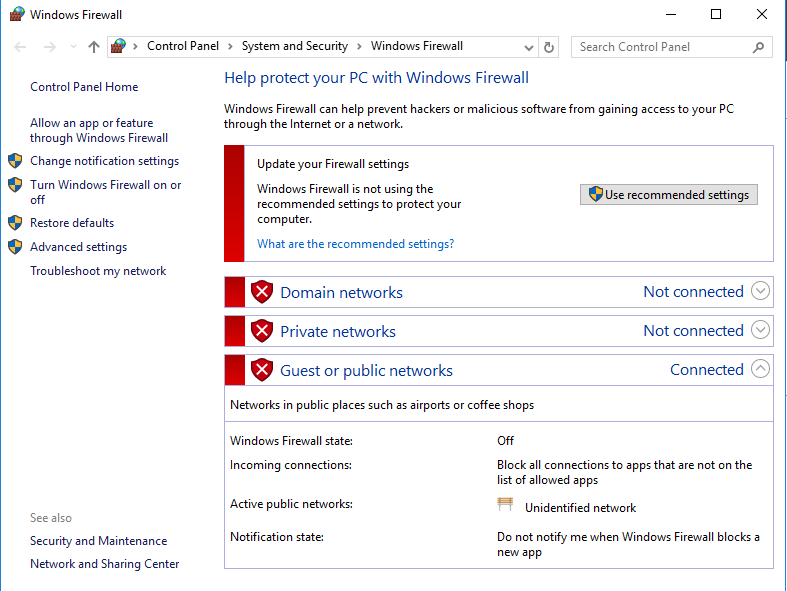 Windows Firewall
Control Panel › System and Security › Windows Firewall
Search Control Panel
Control Panel Home
Allow an app or feature
through Windows Firewall
Change notification settings
Turn Windows Firewall on or
off
Restore defaults
Advanced settings
Troubleshoot my network
See also
Security and Maintenance
Network and Sharing Center
Help protect your PC with Windows Firewall
Windows Firewall can help prevent hackers or malicious software from gaining access to your PC
through the Internet or a network.
Update your Firewall settings
Windows Firewall is not using the
recommended settings to protect your
computer.
What are the recommended settings?
Use recommended settings
Domain networks Not connected
Private networks Not connected
Guest or public networks Connected
Networks in public places such as airports or coffee shops
Windows Firewall state: Off
Incoming connections: Block all connections to apps that are not on the
list of allowed apps
Active public networks: Unidentified network
Notification state: Do not notify me when Windows Firewall blocks a
new app